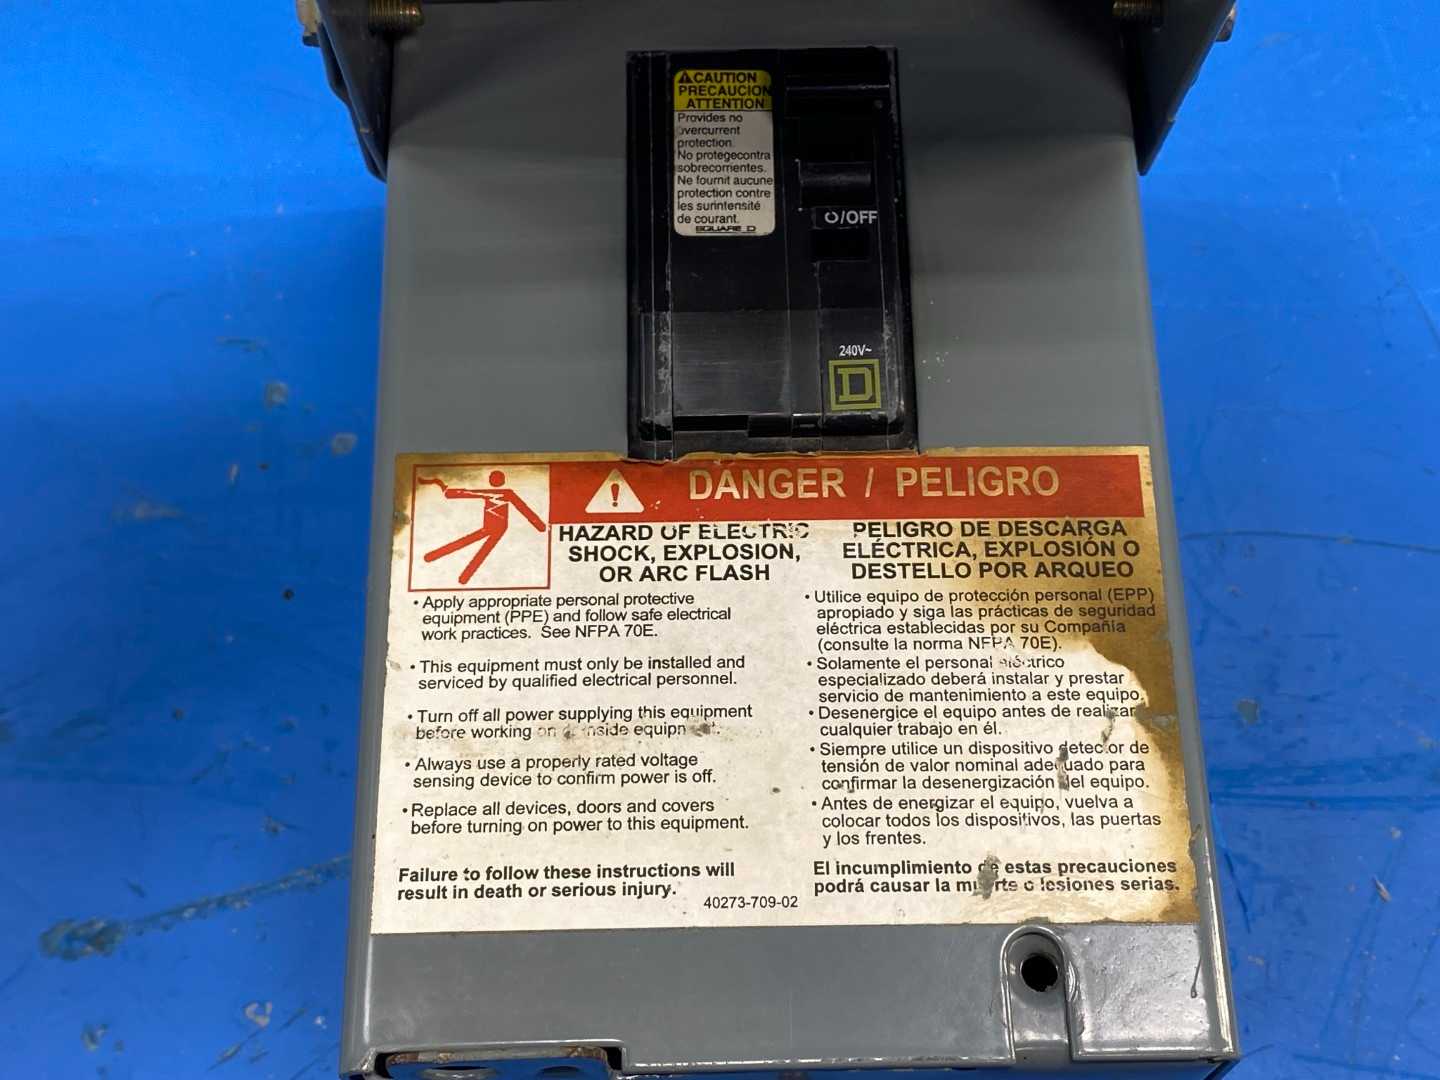 CAUTION
PRECAUCION
ATTENTION
Provides no
overcurrent
protection.
No protegecontra
sobrecorrientes.
Ne fournit aucune
protection contre
les surintensité
de courant.
SQUARE D
O/OFF
240V~
D
DANGER / PELIGRO
HAZARD OF ELECTRIC
SHOCK, EXPLOSION,
OR ARC FLASH
• Apply appropriate personal protective
equipment (PPE) and follow safe electrical
work practices. See NFPA 70E.
• This equipment must only be installed and
serviced by qualified electrical personnel.
• Turn off all power supplying this equipment
before working on or inside equipment.
• Always use a properly rated voltage
sensing device to confirm power is off.
• Replace all devices, doors and covers
before turning on power to this equipment.
Failure to follow these instructions will
result in death or serious injury.
PELIGRO DE DESCARGA
ELÉCTRICA, EXPLOSIÓN O
DESTELLO POR ARQUEO
• Utilice equipo de protección personal (EPP)
apropiado y siga las prácticas de seguridad
eléctrica establecidas por su Compañía
(consulte la norma NFPA 70E).
• Solamente el personal eléctrico
especializado deberá instalar y prestar
servicio de mantenimiento a este equipo.
• Desenergice el equipo antes de realizar
cualquier trabajo en él.
• Siempre utilice un dispositivo detector de
tensión de valor nominal adecuado para
confirmar la desenergización del equipo.
• Antes de energizar el equipo, vuelva a
colocar todos los dispositivos, las puertas
y los frentes.
El incumplimiento de estas precauciones
podrá causar la muerte o lesiones serias.
40273-709-02